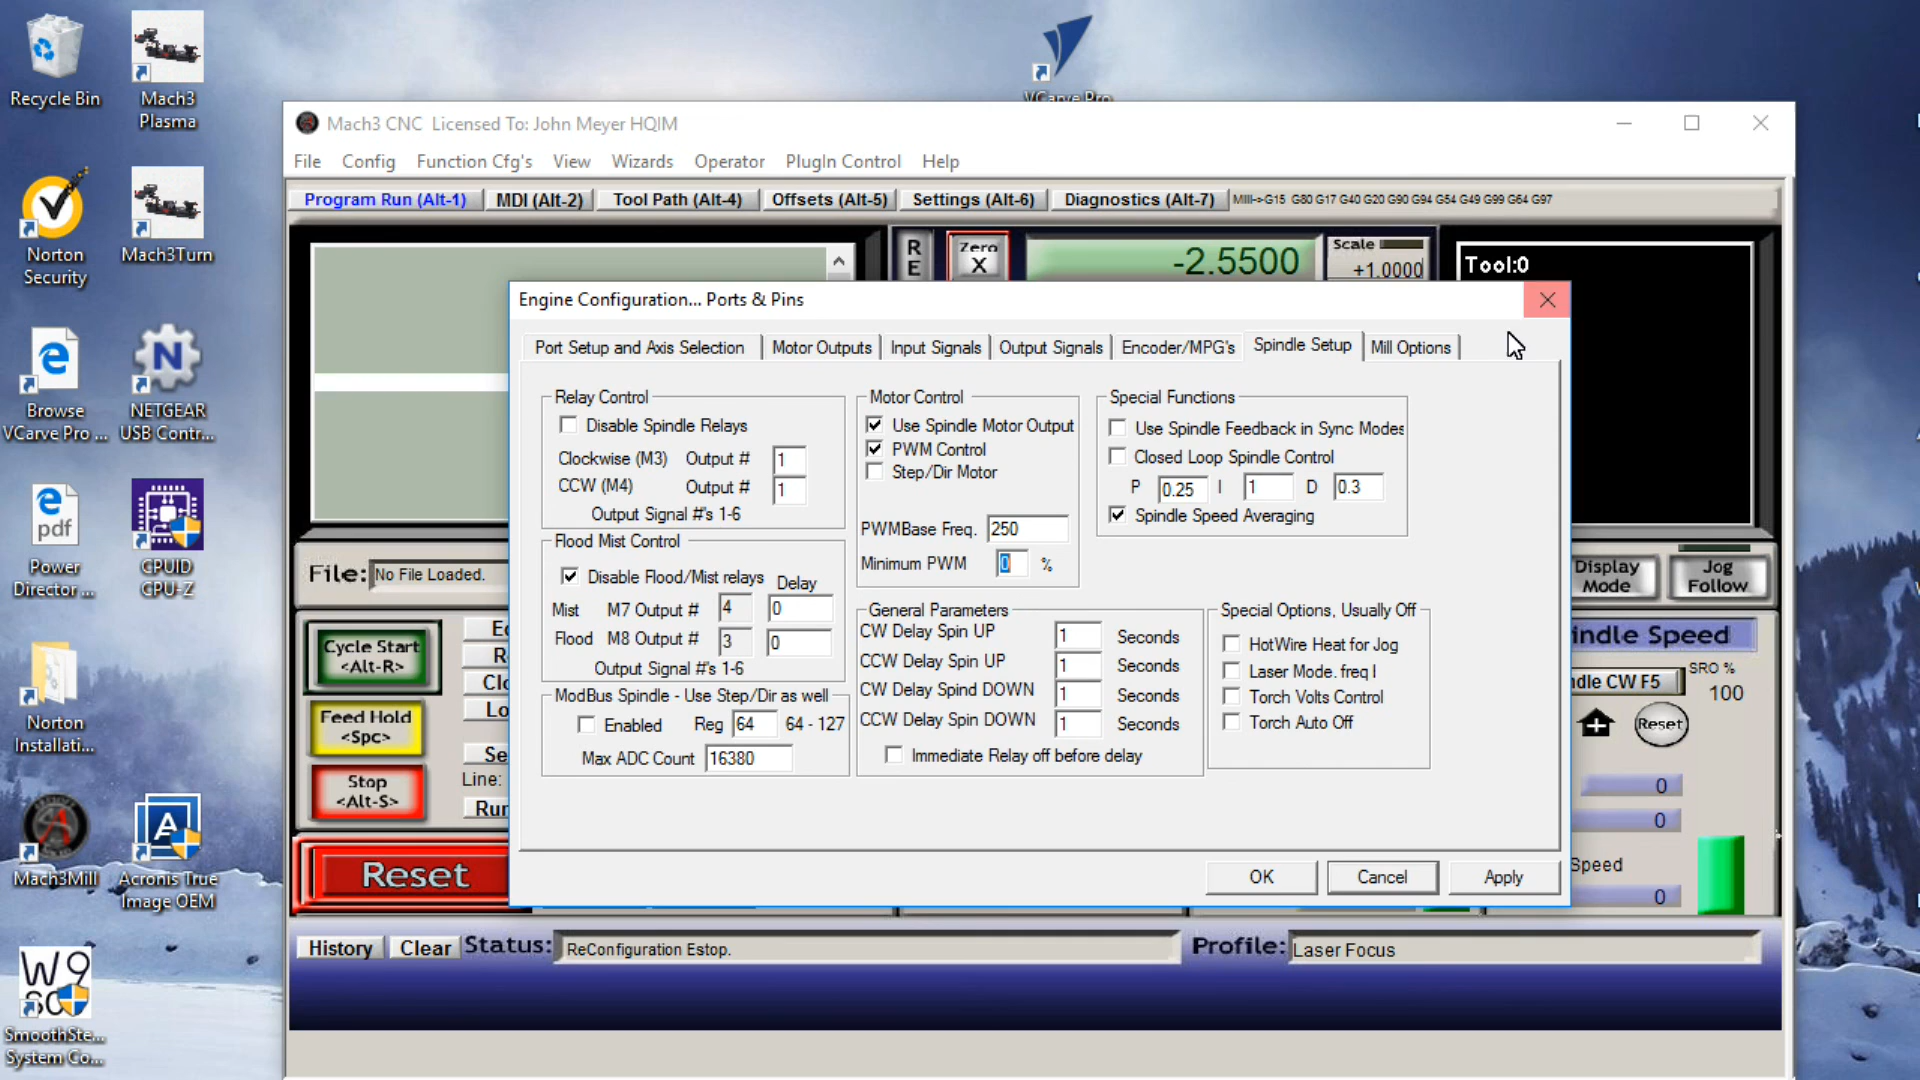 Recycle Bin
Mach3
Plasma
VCarve Pro
Norton
Security
Mach3Turn
Browse
VCarve Pro ...
NETGEAR
USB Contr...
Power
Director ...
CPUID
CPU-Z
Norton
Installati...
Mach3Mill
Acronis True
Image OEM
SmoothSte...
System Co...
Mach3 CNC Licensed To: John Meyer HQIM
File Config Function Cfg's View Wizards Operator PlugIn Control Help
Program Run (Alt-1) MDI (Alt-2) Tool Path (Alt-4) Offsets (Alt-5) Settings (Alt-6) Diagnostics (Alt-7) Mill->G15 G80 G17 G40 G20 G90 G94 G54 G49 G99 G64 G97
R
E
Zero
X
-2.5500
Scale
+1.0000
Tool:0
Engine Configuration... Ports & Pins
Port Setup and Axis Selection Motor Outputs Input Signals Output Signals Encoder/MPG's Spindle Setup Mill Options
Relay Control
Disable Spindle Relays
Clockwise (M3) Output # 1
CCW (M4) Output # 1
Output Signal #'s 1-6
Flood Mist Control
Disable Flood/Mist relays Delay
Mist M7 Output # 4 0
Flood M8 Output # 3 0
Output Signal #'s 1-6
ModBus Spindle - Use Step/Dir as well
Enabled Reg 64 64 - 127
Max ADC Count 16380
Motor Control
Use Spindle Motor Output
PWM Control
Step/Dir Motor
PWMBase Freq. 250
Minimum PWM 0 %
General Parameters
CW Delay Spin UP 1 Seconds
CCW Delay Spin UP 1 Seconds
CW Delay Spind DOWN 1 Seconds
CCW Delay Spin DOWN 1 Seconds
Immediate Relay off before delay
Special Functions
Use Spindle Feedback in Sync Modes
Closed Loop Spindle Control
P 0.25 I 1 D 0.3
Spindle Speed Averaging
Special Options, Usually Off
HotWire Heat for Jog
Laser Mode. freq
Torch Volts Control
Torch Auto Off
OK Cancel Apply
File: No File Loaded.
Display
Mode
Jog
Follow
Cycle Start
<Alt-R>
Feed Hold
<Spc>
Stop
<Alt-S>
Line:
Reset
indle Speed
ndle CW F5
SRO %
100
Reset
0
0
Speed
0
History Clear Status: ReConfiguration Estop. Profile: Laser Focus